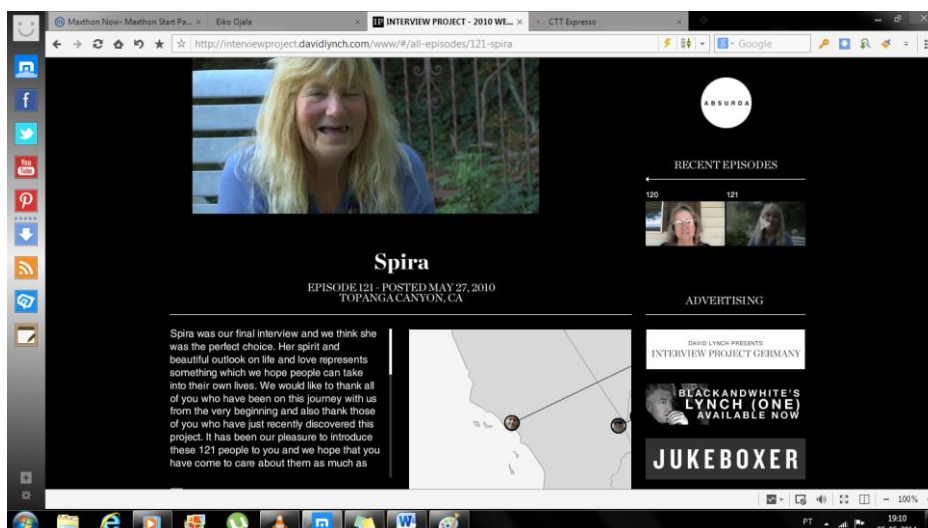 Maxthon Now- Maxthon Start Pa...
Eiko Ojala
IP INTERVIEW PROJECT - 2010 WE...
CTT Expresso
http://interviewproject.davidlynch.com/www/#/all-episodes/121-spira
Google
ABSURDA
RECENT EPISODES
120 121
Spira
EPISODE 121 - POSTED MAY 27, 2010
TOPANGA CANYON, CA
Spira was our final interview and we think she
was the perfect choice. Her spirit and
beautiful outlook on life and love represents
something which we hope people can take
into their own lives. We would like to thank all
of you who have been on this journey with us
from the very beginning and also thank those
of you who have just recently discovered this
project. It has been our pleasure to introduce
these 121 people to you and we hope that you
have come to care about them as much as
ADVERTISING
DAVID LYNCH PRESENTS
INTERVIEW PROJECT GERMANY
BLACKANDWHITE'S
LYNCH (ONE)
AVAILABLE NOW
JUKEBOXER
You
Tube
100%
PT
19:10